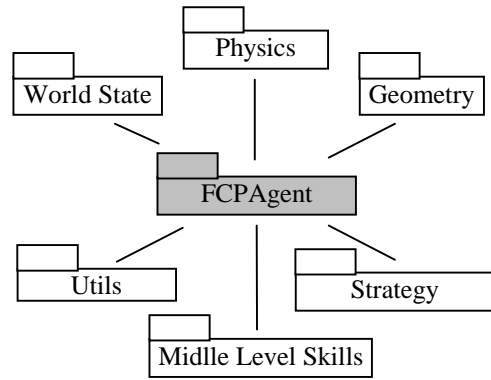 Physics
World State
Geometry
FCPAgent
Utils
Strategy
Midlle Level Skills